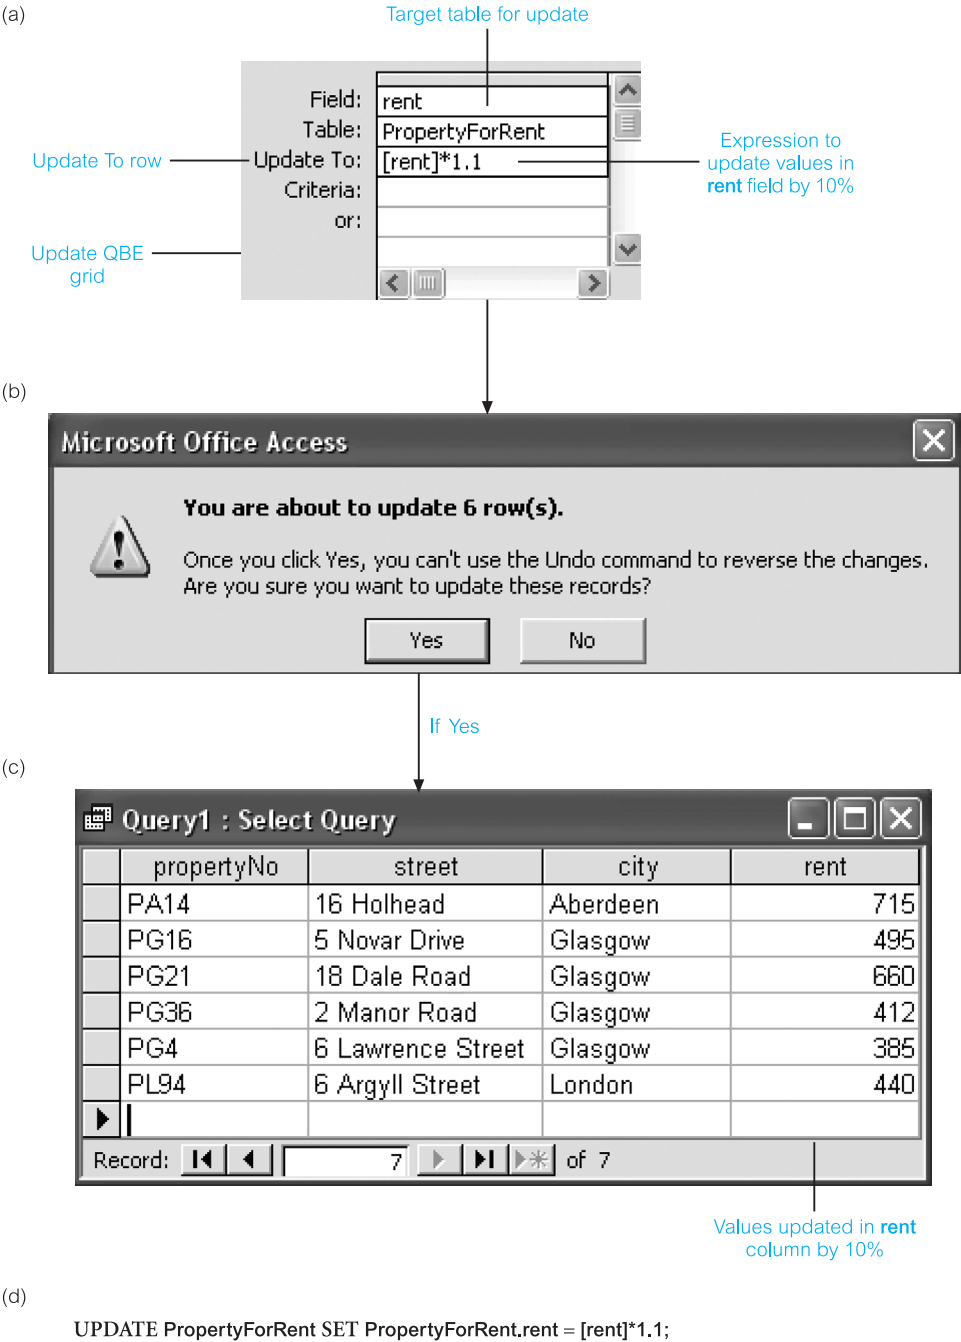 (a)
Target table for update
Field: rent
Table: PropertyForRent
Update To row
Update To: [rent]*1.1
Expression to
update values in
rent field by 10%
Criteria:
or:
Update QBE
grid
(b)
Microsoft Office Access
You are about to update 6 row(s).
Once you click Yes, you can't use the Undo command to reverse the changes.
Are you sure you want to update these records?
Yes No
If Yes
(c)
Query1 : Select Query
propertyNo street city rent
PA14 16 Holhead Aberdeen 715
PG16 5 Novar Drive Glasgow 495
PG21 18 Dale Road Glasgow 660
PG36 2 Manor Road Glasgow 412
PG4 6 Lawrence Street Glasgow 385
PL94 6 Argyll Street London 440
Record: 7 of 7
Values updated in rent
column by 10%
(d)
UPDATE PropertyForRent SET PropertyForRent.rent = [rent]*1.1;